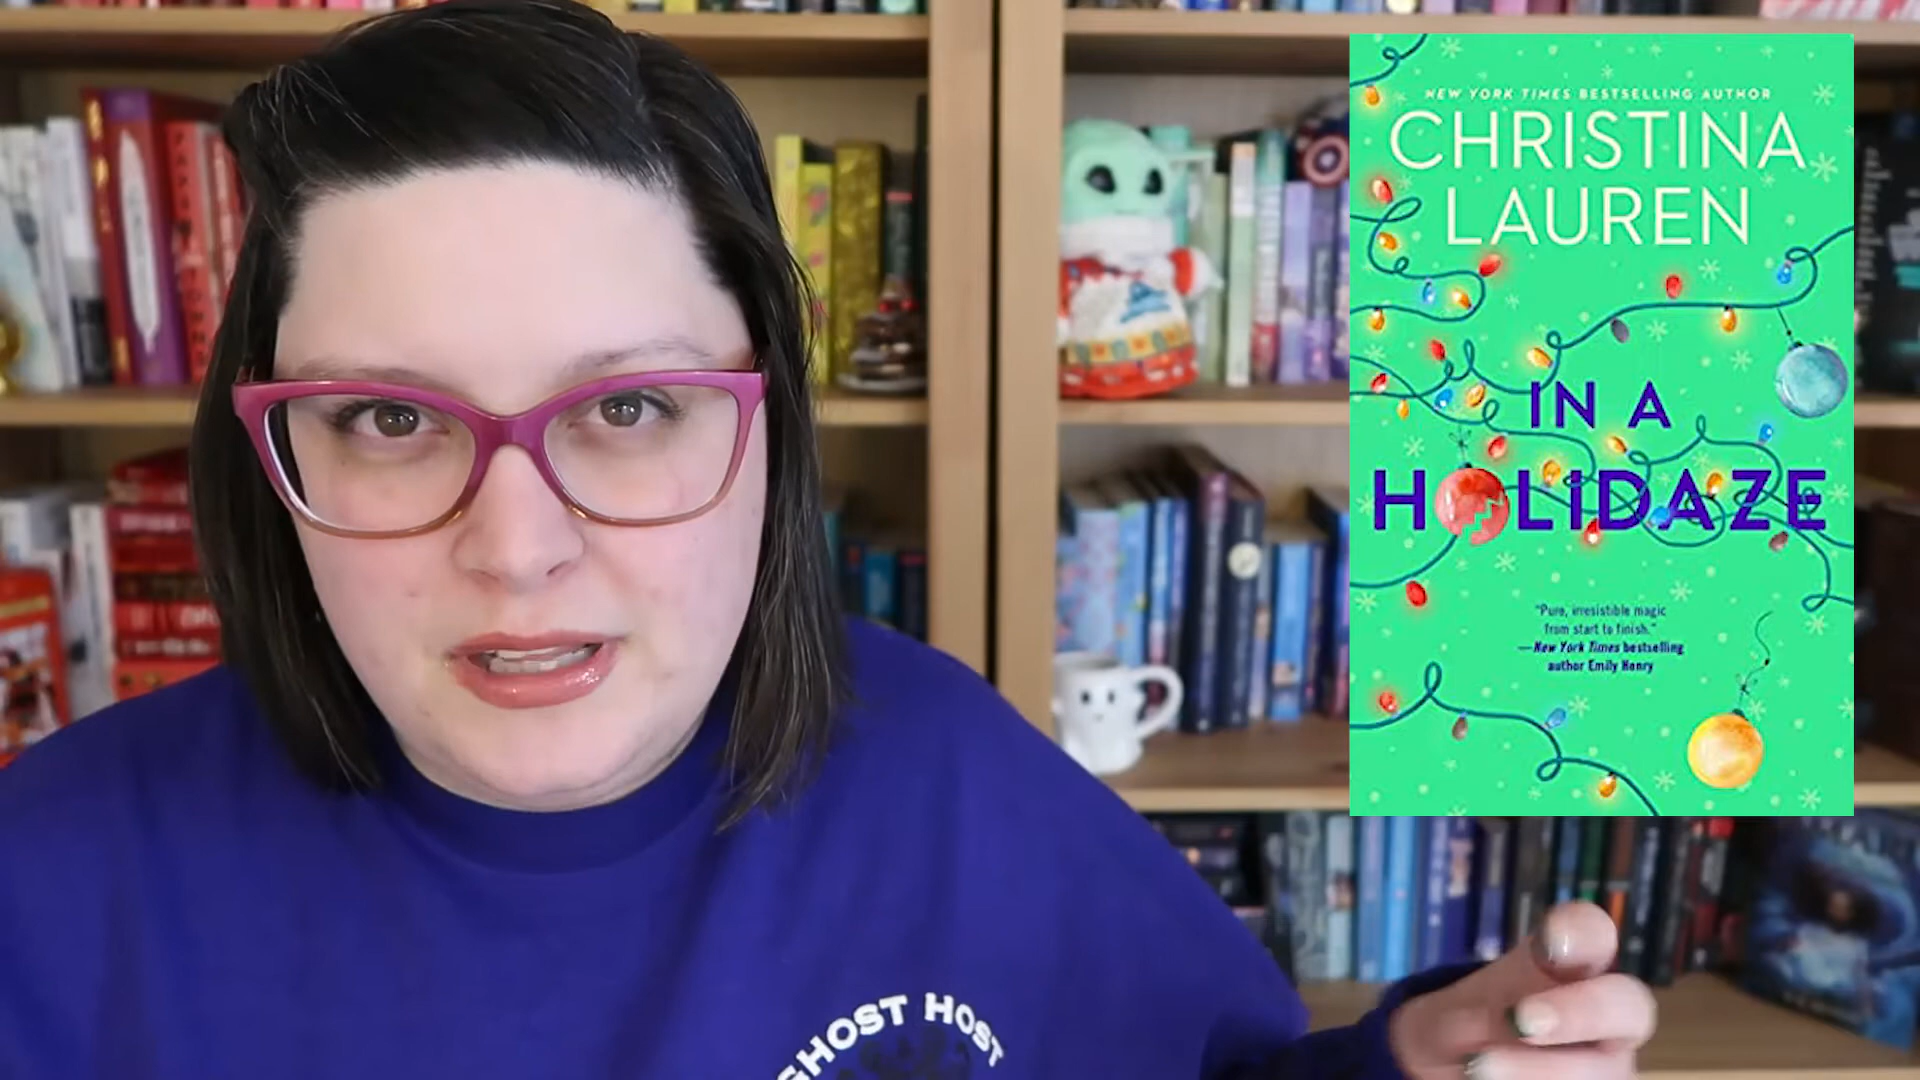 NEW YORK TIMES BESTSELLING AUTHOR
CHRISTINA
LAUREN
IN A
HOLIDAZE
"Pure, irresistible magic
from start to finish."
—New York Times bestselling
author Emily Henry
GHOST HOST